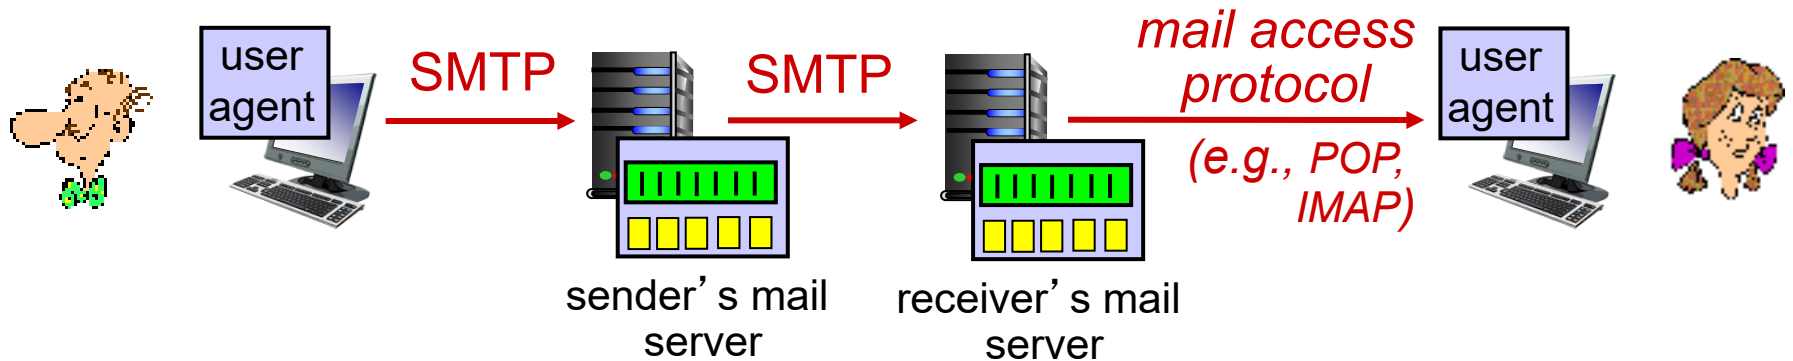 user
agent
SMTP
SMTP
mail access
protocol
(e.g., POP,
IMAP)
user
agent
sender’s mail
server
receiver’s mail
server